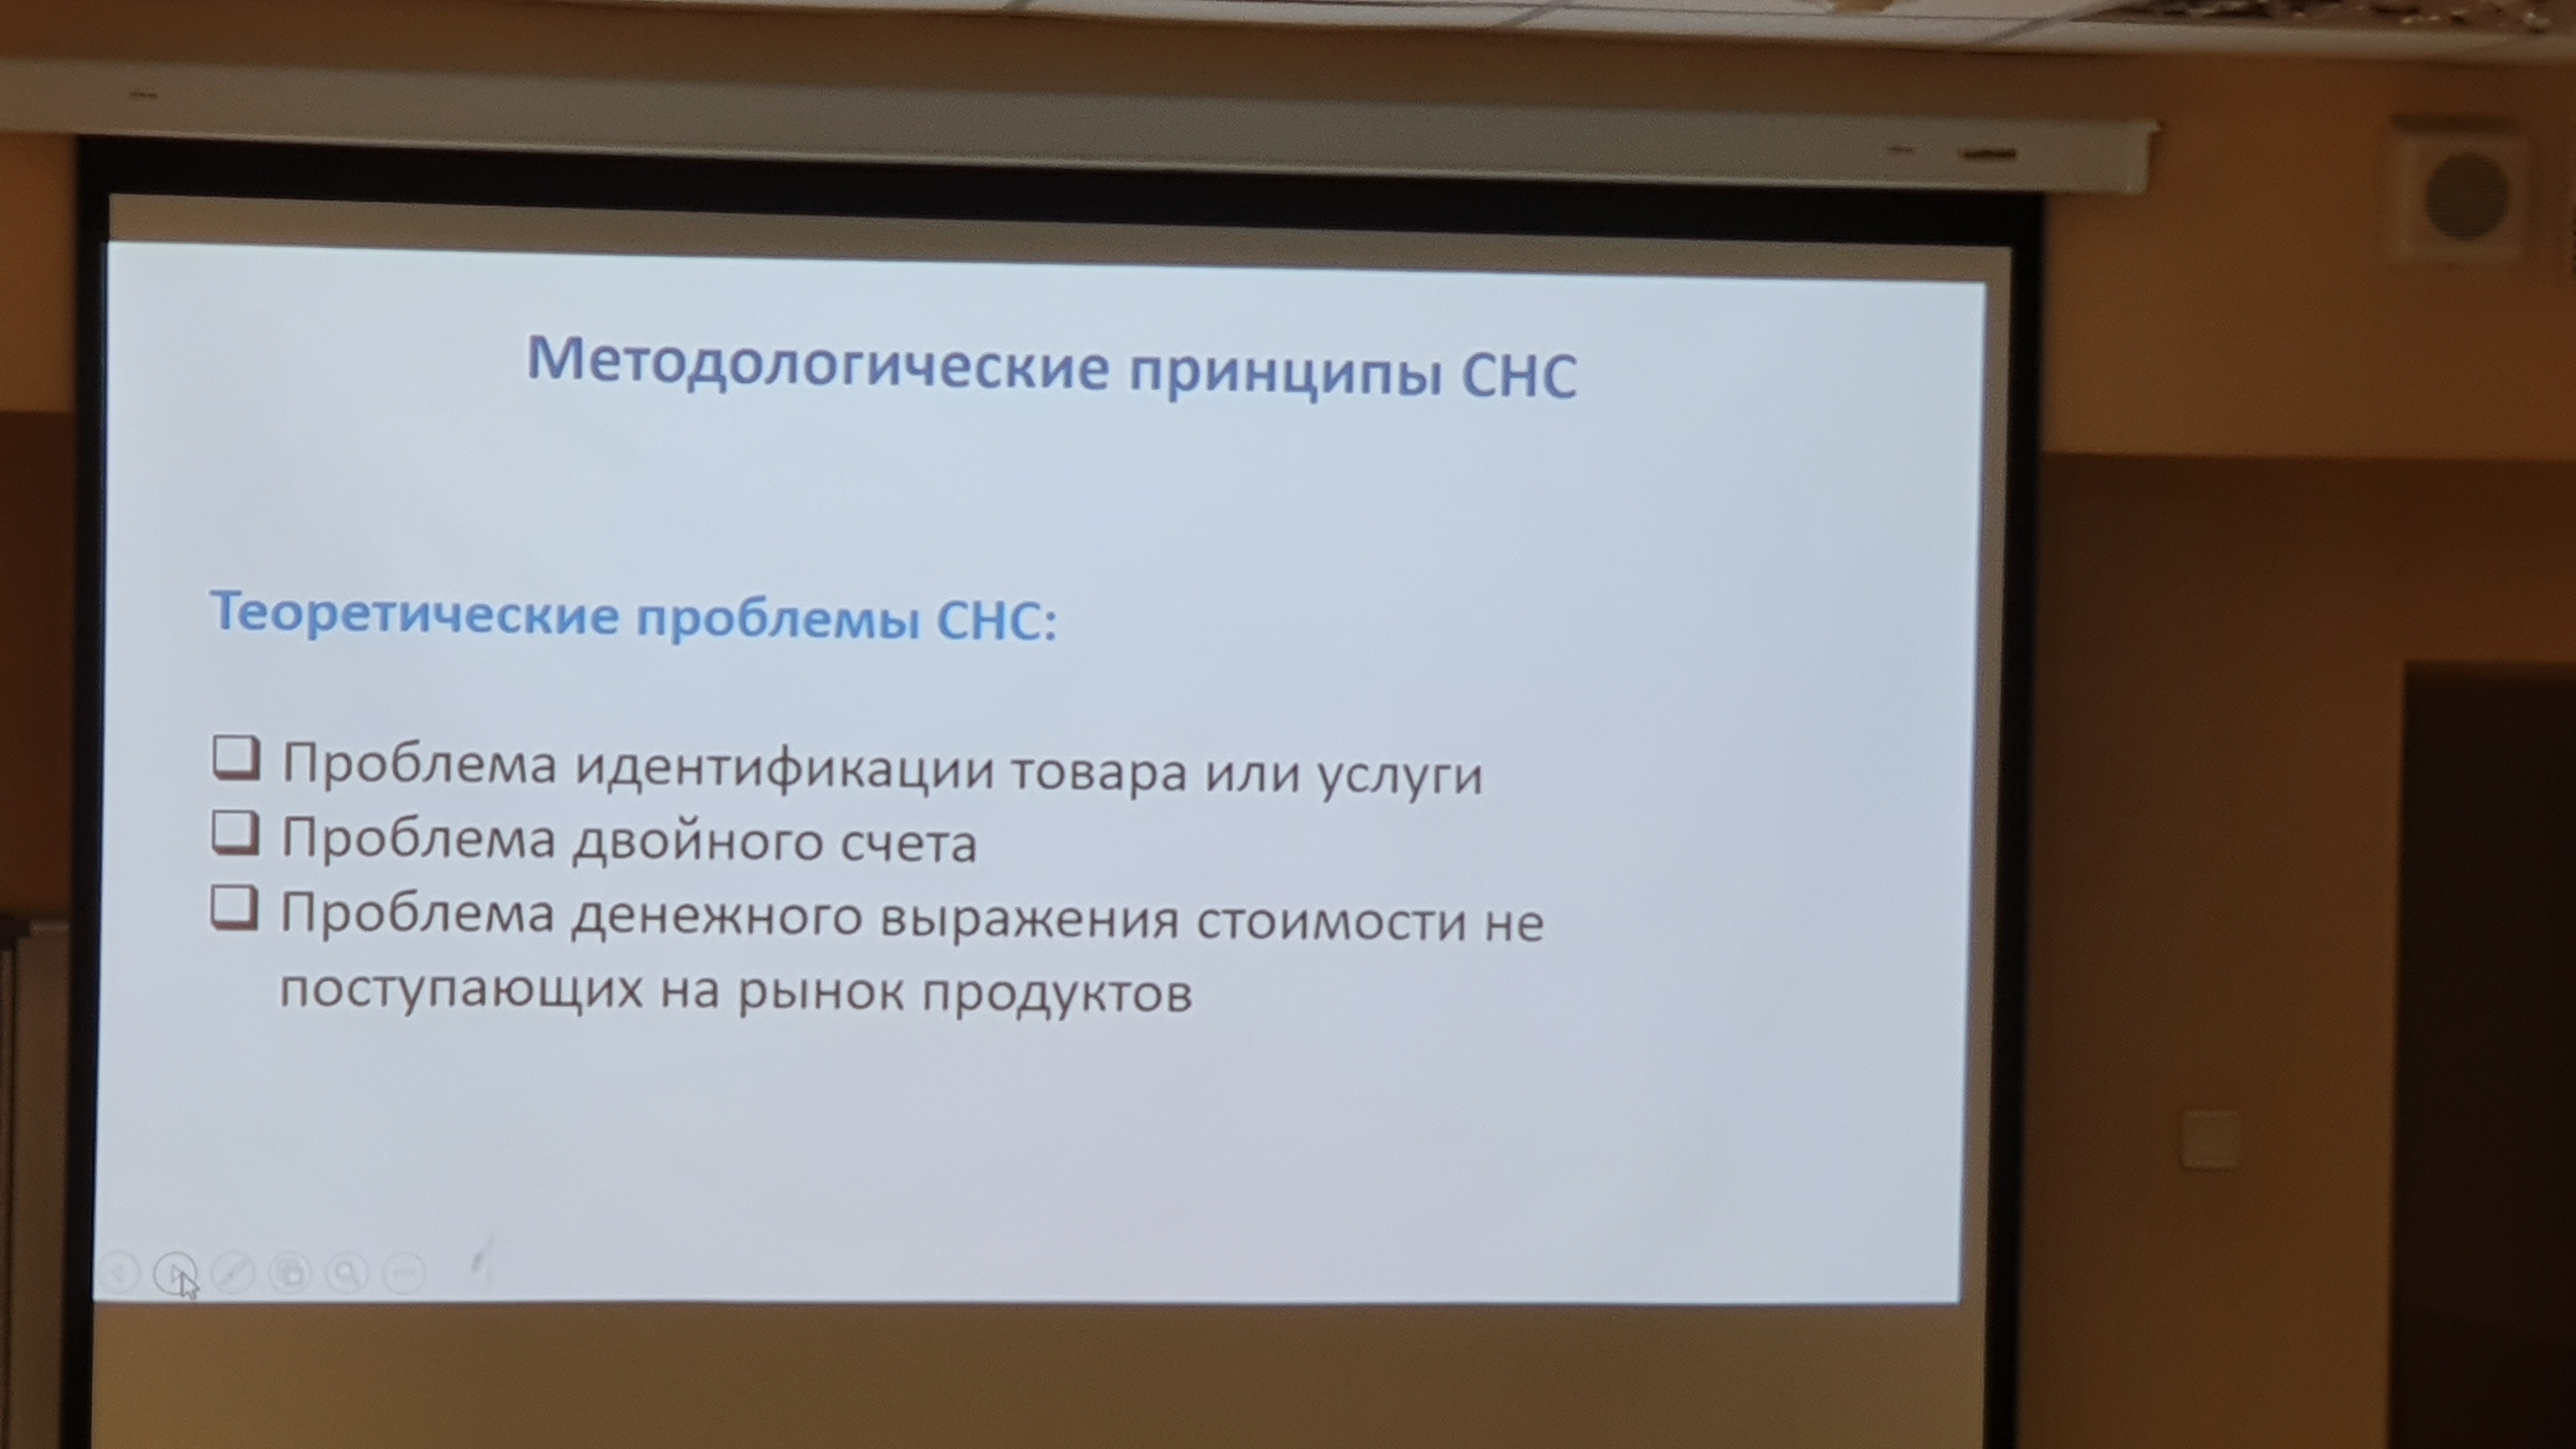 Методологические принципы СНС
Теоретические проблемы СНС:
Проблема идентификации товара или услуги
Проблема двойного счета
Проблема денежного выражения стоимости не
поступающих на рынок продуктов